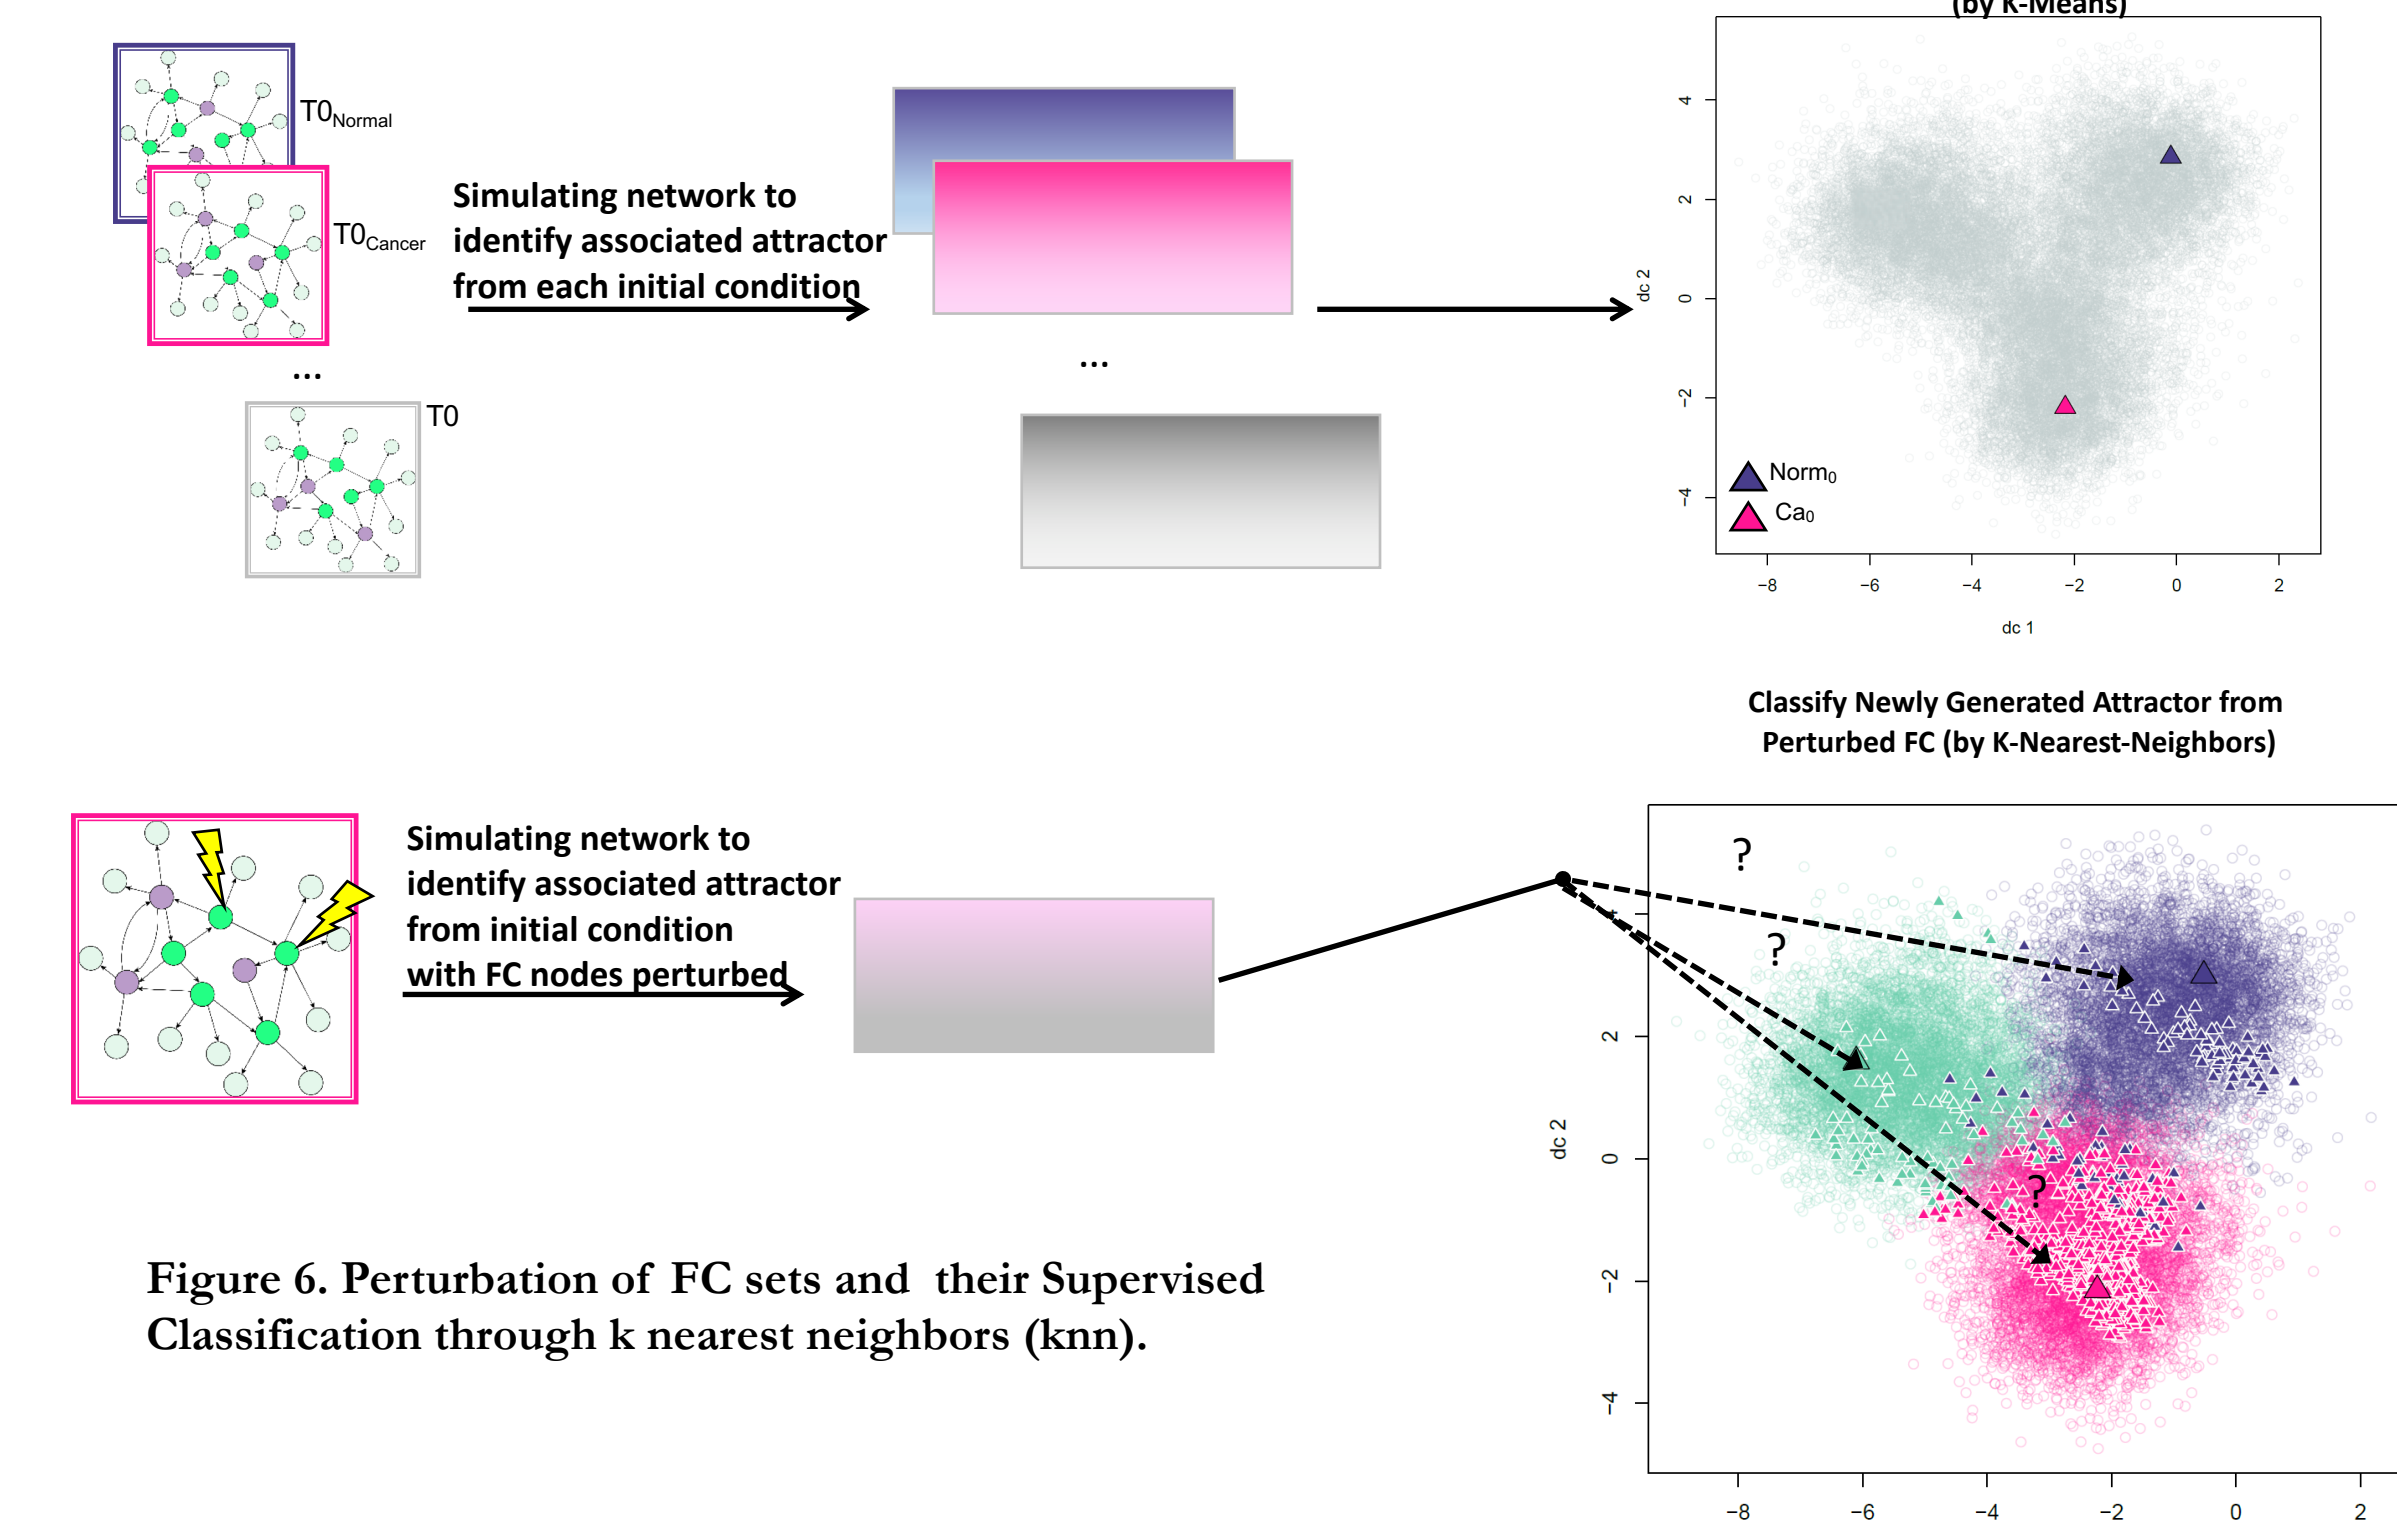 (by K-Means)
T0Normal
T0Cancer
Simulating network to
identify associated attractor
from each initial condition
...
...
T0
4
2
0
−2
−4
dc 2
Norm0
Ca0
−8
−6
−4
−2
0
2
dc 1
Classify Newly Generated Attractor from
Perturbed FC (by K-Nearest-Neighbors)
Simulating network to
identify associated attractor
from initial condition
with FC nodes perturbed
?
?
?
2
0
−2
−4
dc 2
−8
−6
−4
−2
0
2
Figure 6. Perturbation of FC sets and their Supervised
Classification through k nearest neighbors (knn).